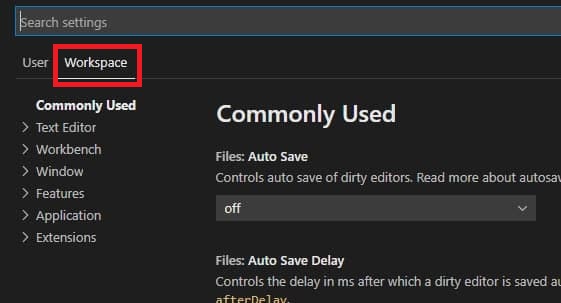 Search settings
User Workspace
Commonly Used
Text Editor
Workbench
Window
Features
Application
Extensions
Commonly Used
Files: Auto Save
Controls auto save of dirty editors. Read more about autosav
off
Files: Auto Save Delay
Controls the delay in ms after which a dirty editor is saved au
afterDelay.